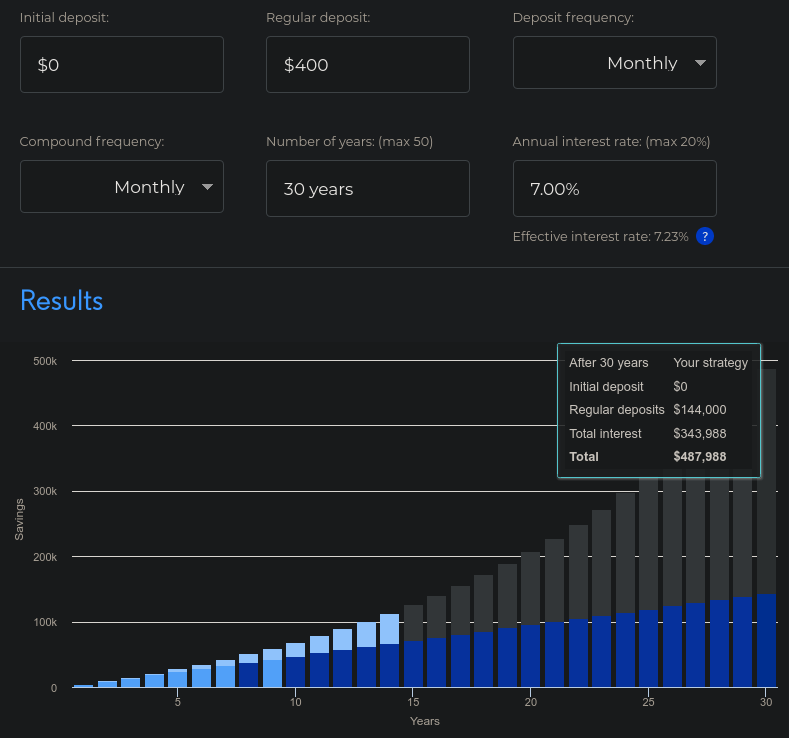 Initial deposit: Regular deposit: Deposit frequency:
$0 $400 Monthly
Compound frequency: Number of years: (max 50) Annual interest rate: (max 20%)
Monthly 30 years 7.00%
Effective interest rate: 7.23% ?
Results
500k
400k
300k
200k
100k
0
Savings
After 30 years Your strategy
Initial deposit $0
Regular deposits $144,000
Total interest $343,988
Total $487,988
5 10 15 20 25 30
Years